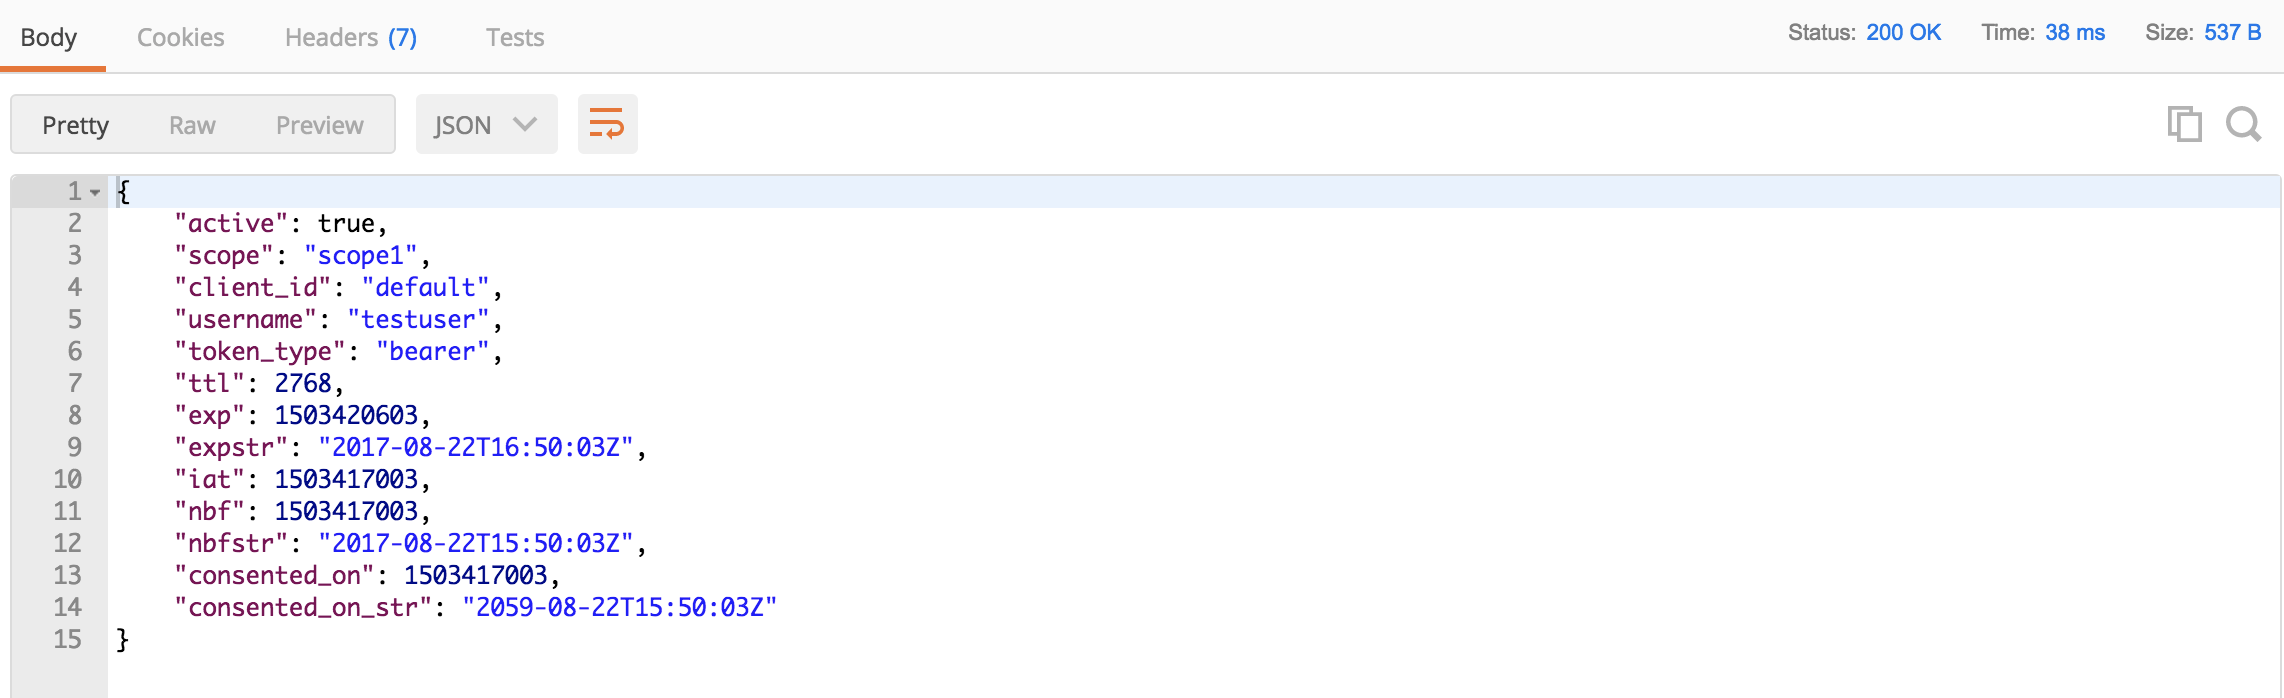 Body Cookies Headers (7) Tests Status: 200 OK Time: 38 ms Size: 537 B
Pretty Raw Preview JSON
1 {
2 "active": true,
3 "scope": "scope1",
4 "client_id": "default",
5 "username": "testuser",
6 "token_type": "bearer",
7 "ttl": 2768,
8 "exp": 1503420603,
9 "expstr": "2017-08-22T16:50:03Z",
10 "iat": 1503417003,
11 "nbf": 1503417003,
12 "nbfstr": "2017-08-22T15:50:03Z",
13 "consented_on": 1503417003,
14 "consented_on_str": "2059-08-22T15:50:03Z"
15 }